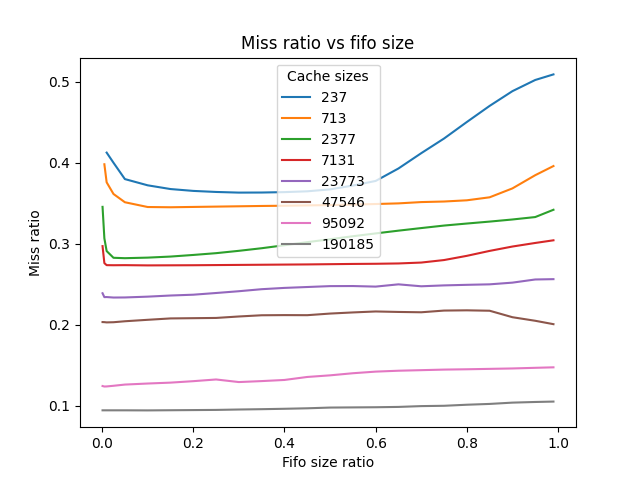 Miss ratio vs fifo size
Cache sizes
237
713
2377
7131
23773
47546
95092
190185
0.5
0.4
0.3
0.2
0.1
Miss ratio
0.0 0.2 0.4 0.6 0.8 1.0
Fifo size ratio